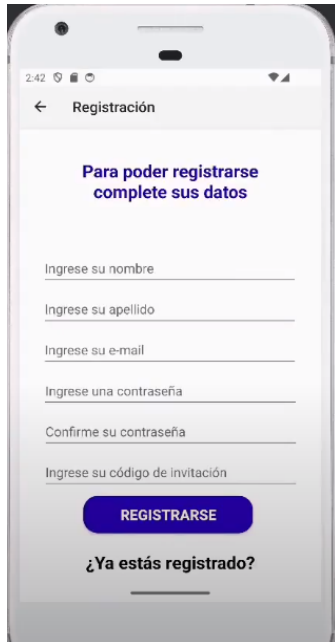 2:42
Registración
Para poder registrarse
complete sus datos
Ingrese su nombre
Ingrese su apellido
Ingrese su e-mail
Ingrese una contraseña
Confirme su contraseña
Ingrese su código de invitación
REGISTRARSE
¿Ya estás registrado?